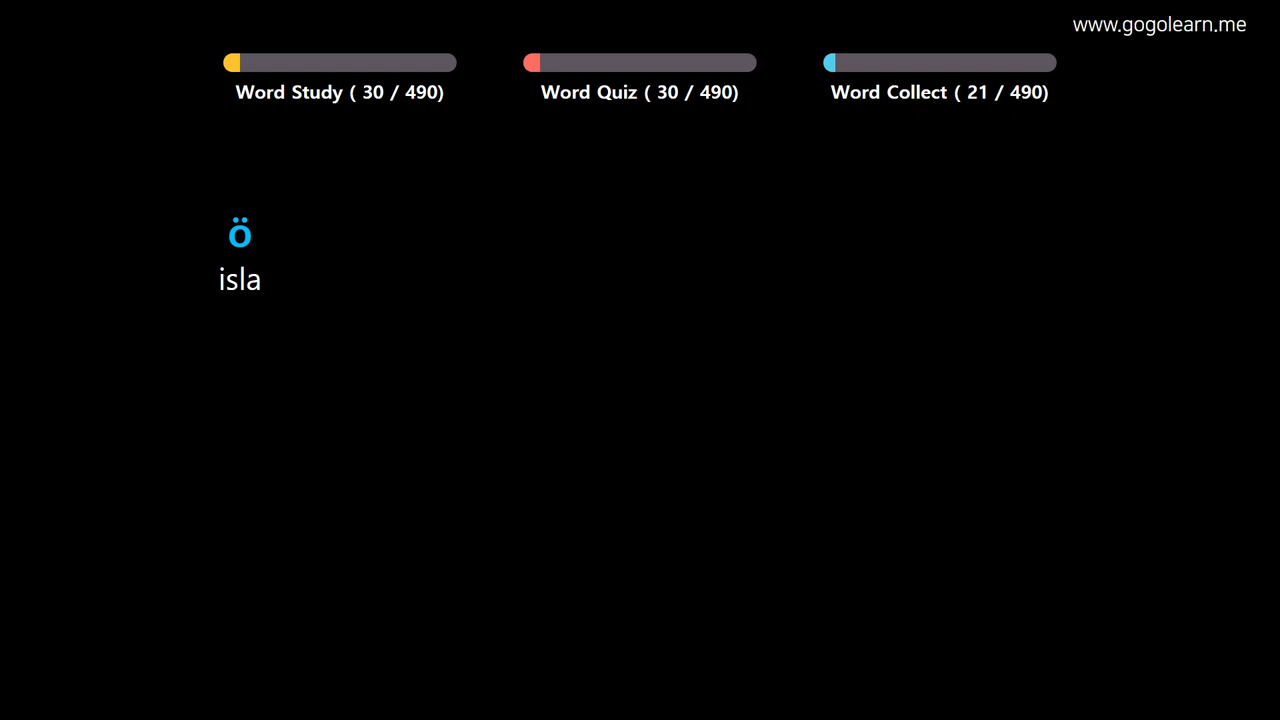 www.gogolearn.me
Word Study ( 30 / 490)
Word Quiz ( 30 / 490)
Word Collect ( 21 / 490)
ö
isla